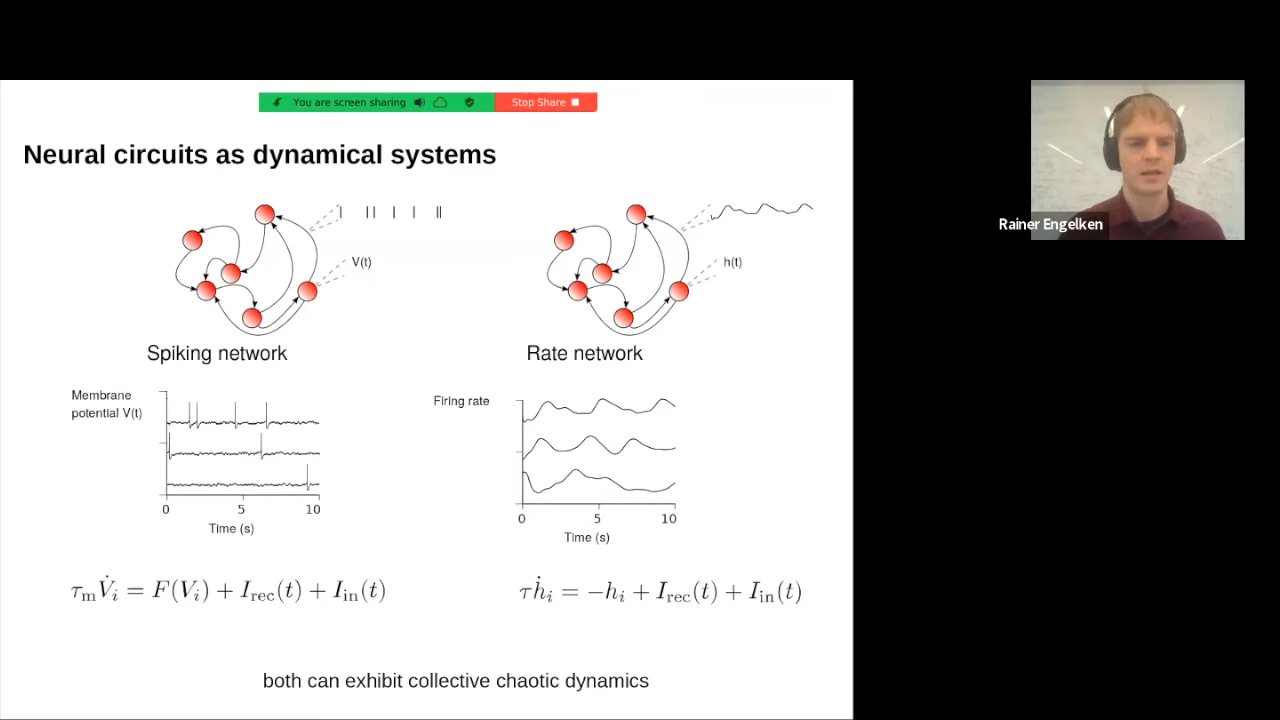 You are screen sharing
Stop Share
Neural circuits as dynamical systems
V(t)
h(t)
Rainer Engelken
Spiking network
Rate network
Membrane
potential V(t)
0 5 10
Time (s)
Firing rate
0 5 10
Time (s)
τ_m V̇_i = F(V_i) + I_rec(t) + I_in(t)
τḣ_i = −h_i + I_rec(t) + I_in(t)
both can exhibit collective chaotic dynamics